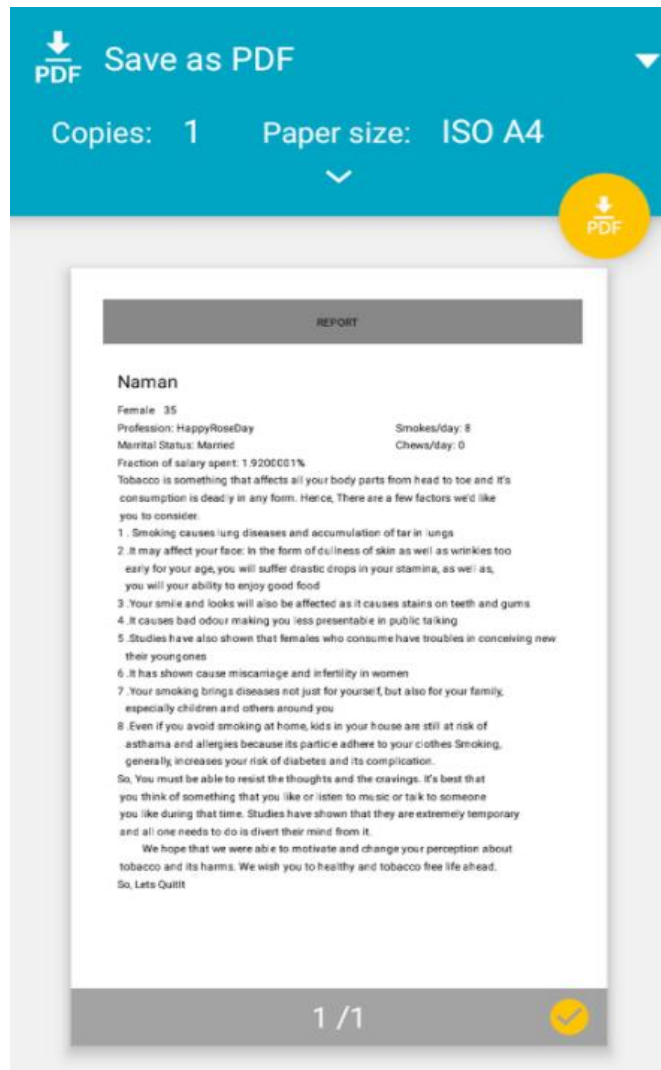 Save as PDF
PDF
Copies: 1 Paper size: ISO A4
PDF
REPORT
Naman
Female 35
Profession: HappyRoseDay Smokes/day: 8
Marrital Status: Married Chews/day: 0
Fraction of salary spent: 1.9200001%
Tobacco is something that affects all your body parts from head to toe and it's
consumption is deadly in any form. Hence, There are a few factors we'd like
you to consider.
1 . Smoking causes lung diseases and accumulation of tar in lungs
2 .It may affect your face: In the form of dullness of skin as well as wrinkles too
early for your age, you will suffer drastic drops in your stamina, as well as,
you will your ability to enjoy good food
3 .Your smile and looks will also be affected as it causes stains on teeth and gums
4 .It causes bad odour making you less presentable in public talking
5 .Studies have also shown that females who consume have troubles in conceiving new
their youngones
6 .It has shown cause miscarriage and infertility in women
7 .Your smoking brings diseases not just for yourself, but also for your family,
especially children and others around you
8 .Even if you avoid smoking at home, kids in your house are still at risk of
asthama and allergies because its particle adhere to your clothes Smoking,
generally, increases your risk of diabetes and its complication.
So, You must be able to resist the thoughts and the cravings. It's best that
you think of something that you like or listen to music or talk to someone
you like during that time. Studies have shown that they are extremely temporary
and all one needs to do is divert their mind from it.
We hope that we were able to motivate and change your perception about
tobacco and its harms. We wish you to healthy and tobacco free life ahead.
So, Lets QuitIt
1 /1